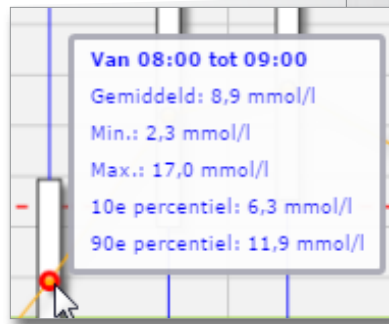 Van 08:00 tot 09:00
Gemiddeld: 8,9 mmol/l
Min.: 2,3 mmol/l
Max.: 17,0 mmol/l
10e percentiel: 6,3 mmol/l
90e percentiel: 11,9 mmol/l